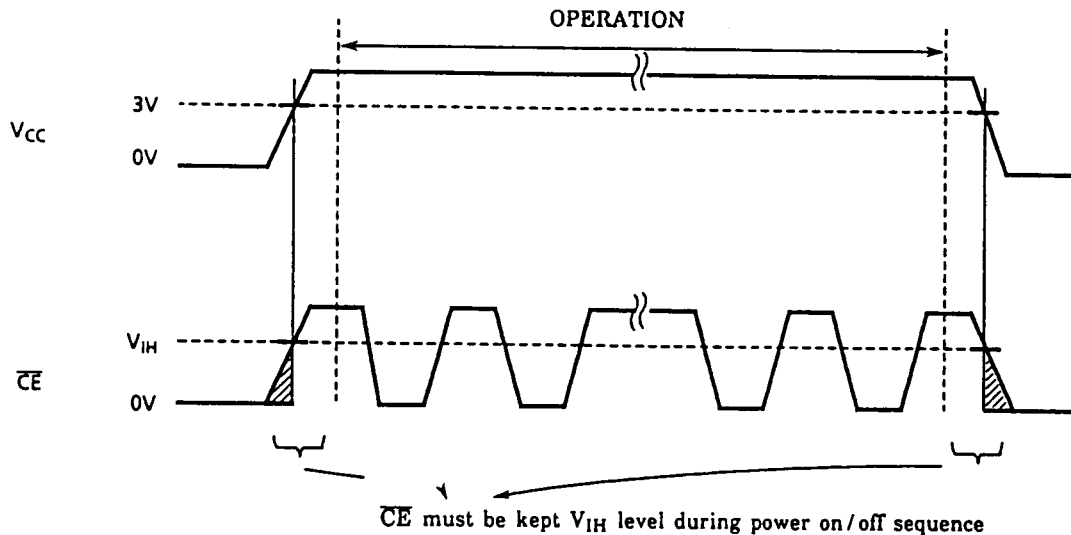 OPERATION
3V
VCC
0V
VIH
CE
0V
CE must be kept VIH level during power on/off sequence